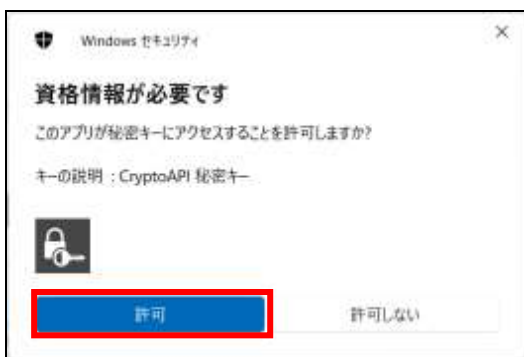 Windows セキュリティ
資格情報が必要です
このアプリが秘密キーにアクセスすることを許可しますか?
キーの説明 : CryptoAPI 秘密キー
許可
許可しない